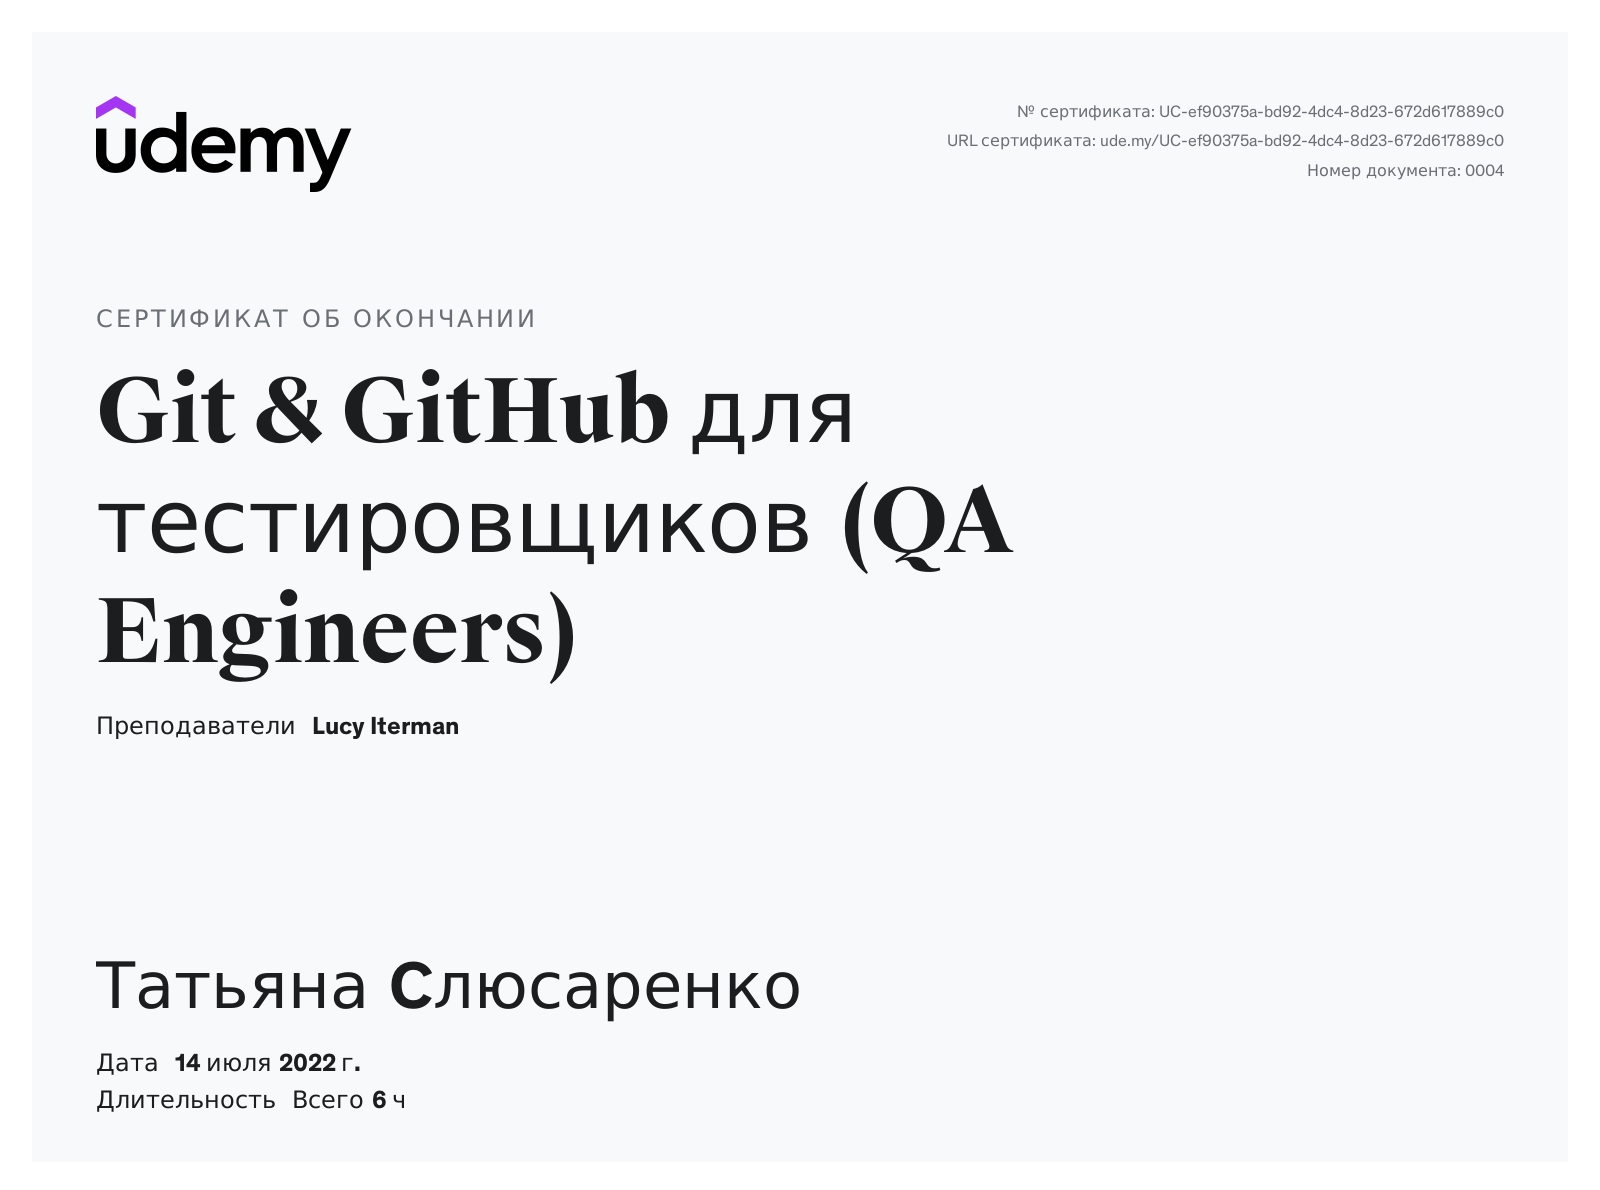 udemy
№ сертификата: UC-ef90375a-bd92-4dc4-8d23-672d617889c0
URL сертификата: ude.my/UC-ef90375a-bd92-4dc4-8d23-672d617889c0
Номер документа: 0004
СЕРТИФИКАТ ОБ ОКОНЧАНИИ
Git & GitHub для
тестировщиков (QA
Engineers)
Преподаватели Lucy Iterman
Татьяна Слюсаренко
Дата 14 июля 2022 г.
Длительность Всего 6 ч